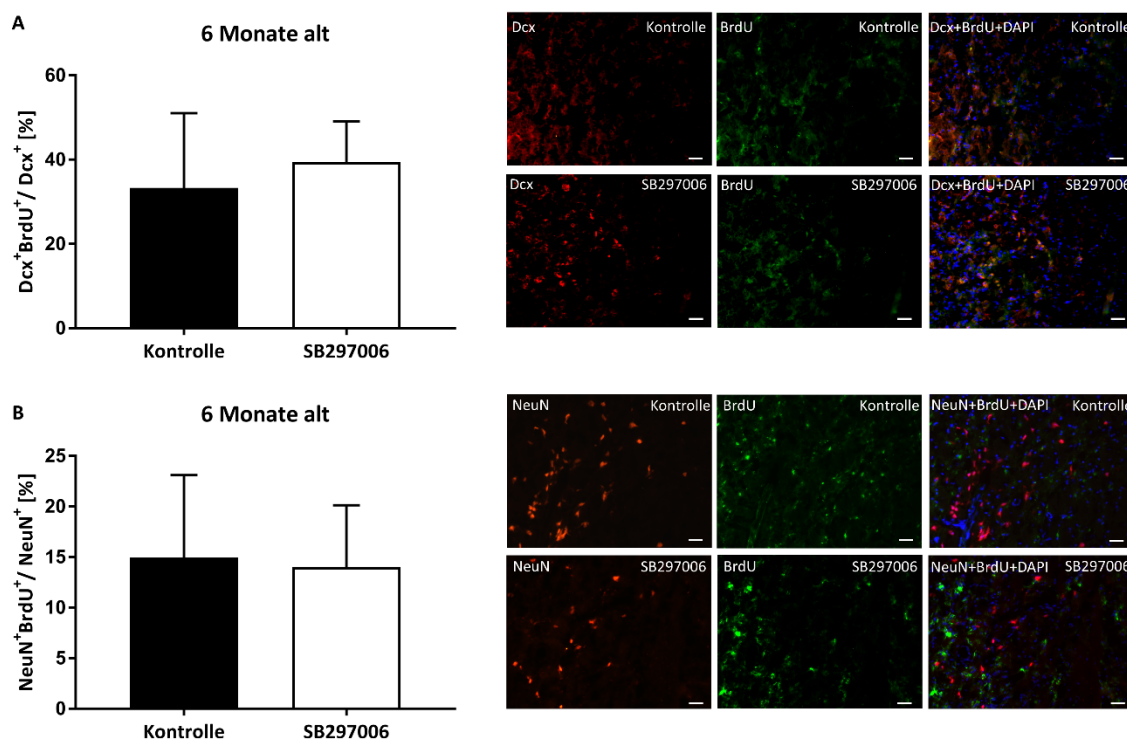 A
6 Monate alt
Dcx⁺BrdU⁺/ Dcx⁺ [%]
60
40
20
0
Kontrolle
SB297006
Dcx Kontrolle
BrdU Kontrolle
Dcx+BrdU+DAPI Kontrolle
Dcx SB297006
BrdU SB297006
Dcx+BrdU+DAPI SB297006
B
6 Monate alt
NeuN⁺BrdU⁺/ NeuN⁺ [%]
25
20
15
10
5
0
Kontrolle
SB297006
NeuN Kontrolle
BrdU Kontrolle
NeuN+BrdU+DAPI Kontrolle
NeuN SB297006
BrdU SB297006
NeuN+BrdU+DAPI SB297006